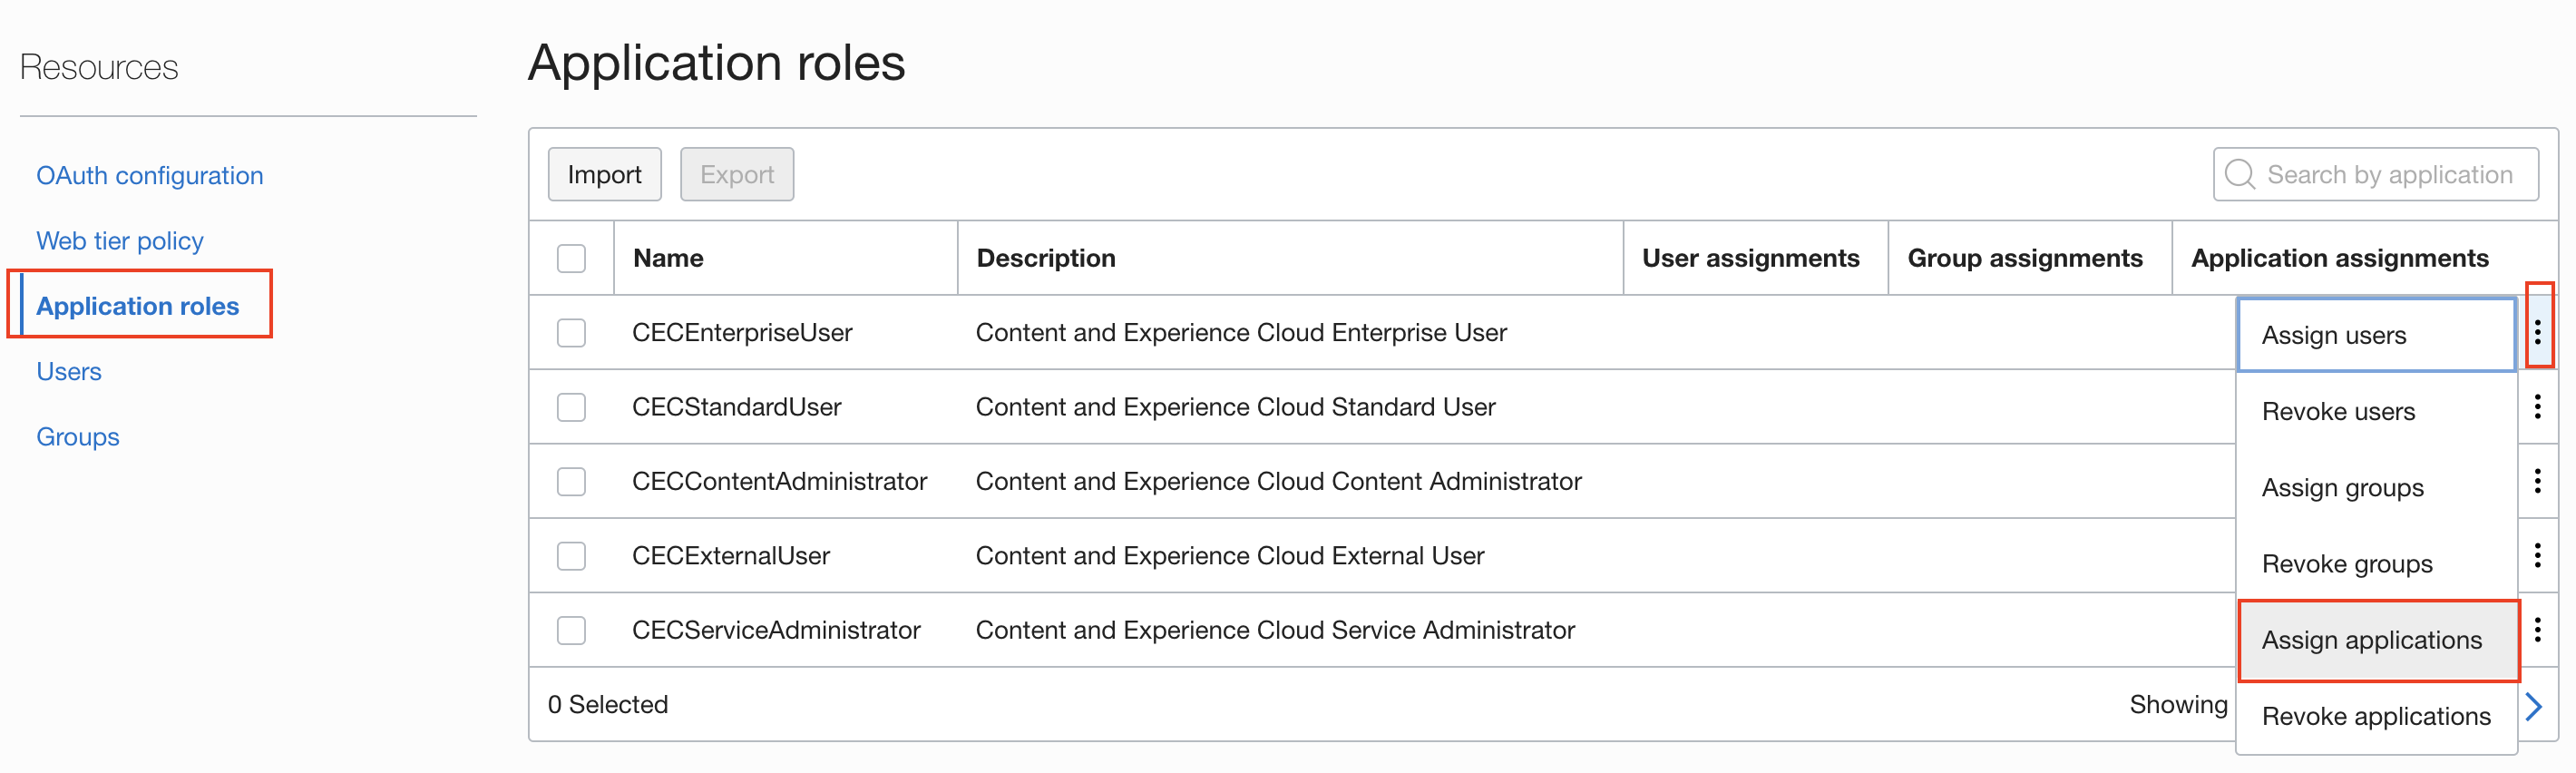 Resources
OAuth configuration
Web tier policy
Application roles
Users
Groups
Application roles
Import Export Search by application
Name Description User assignments Group assignments Application assignments
CECEnterpriseUser Content and Experience Cloud Enterprise User
CECStandardUser Content and Experience Cloud Standard User
CECContentAdministrator Content and Experience Cloud Content Administrator
CECExternalUser Content and Experience Cloud External User
CECServiceAdministrator Content and Experience Cloud Service Administrator
0 Selected Showing
Assign users
Revoke users
Assign groups
Revoke groups
Assign applications
Revoke applications